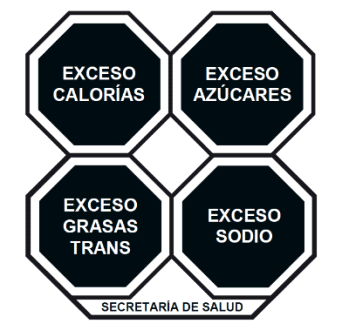 EXCESO
CALORÍAS
EXCESO
AZÚCARES
EXCESO
GRASAS
TRANS
EXCESO
SODIO
SECRETARÍA DE SALUD